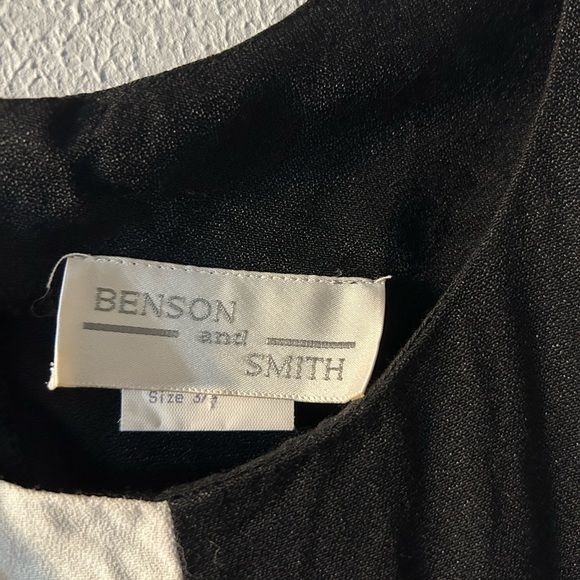 BENSON
and
SMITH
Size 3/4